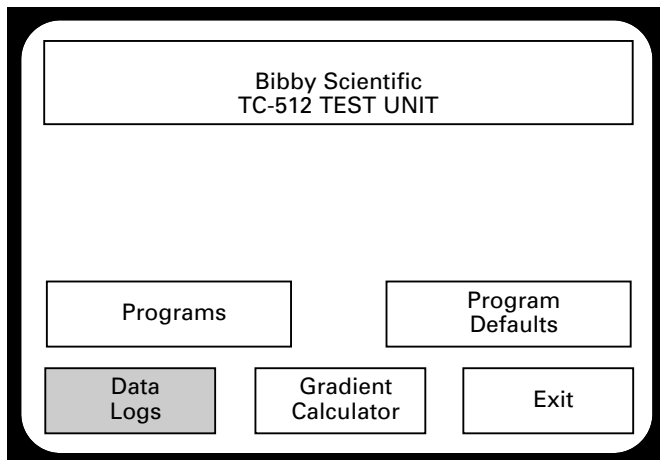 Bibby Scientific
TC-512 TEST UNIT
Programs
Program
Defaults
Data
Logs
Gradient
Calculator
Exit